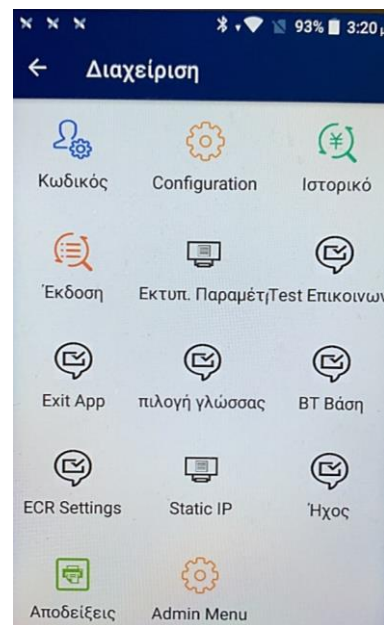 93% 3:20 μ
← Διαχείριση
Κωδικός Configuration Ιστορικό
Έκδοση Εκτυπ. Παραμέτρ Test Επικοινων
Exit App πιλογή γλώσσας BT Βάση
ECR Settings Static IP Ήχος
Αποδείξεις Admin Menu